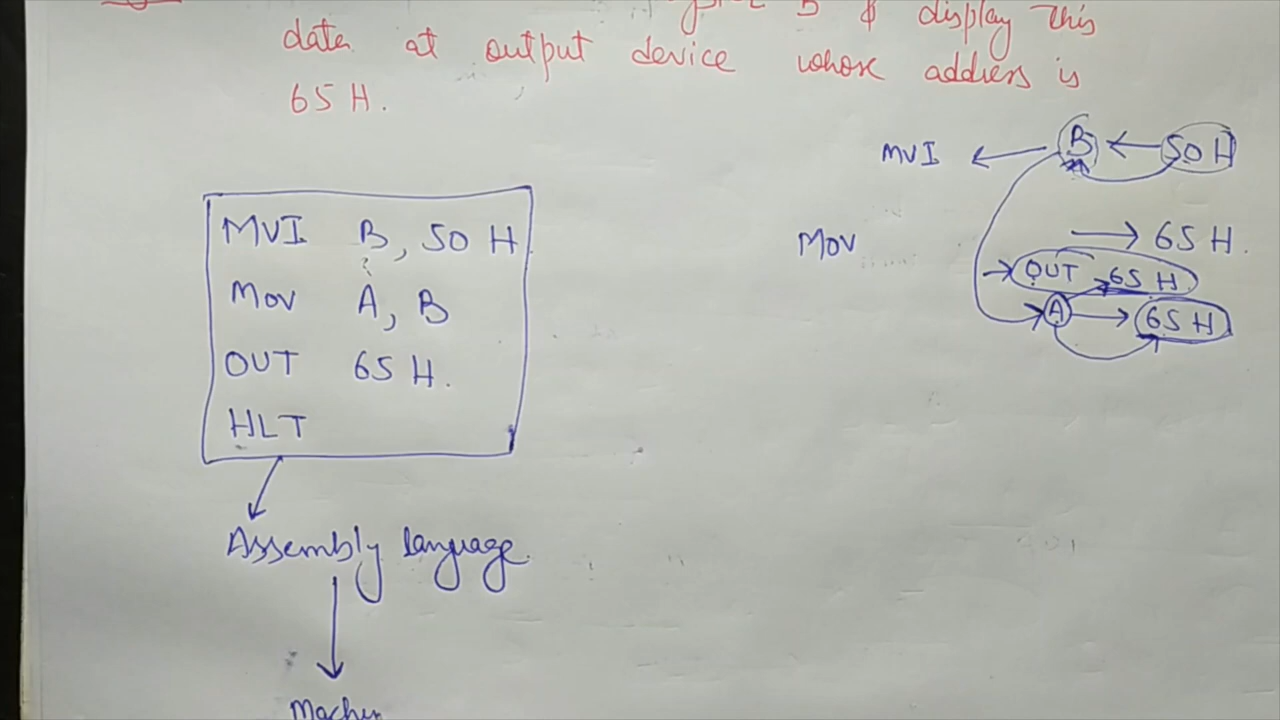 B & display This
data at output device whose address is
65 H.
MVI B, 50 H
MOV A, B
OUT 65 H.
HLT
Assembly language.
Machin
MVI B 50 H
MOV 65 H.
OUT 65 H
A 65 H